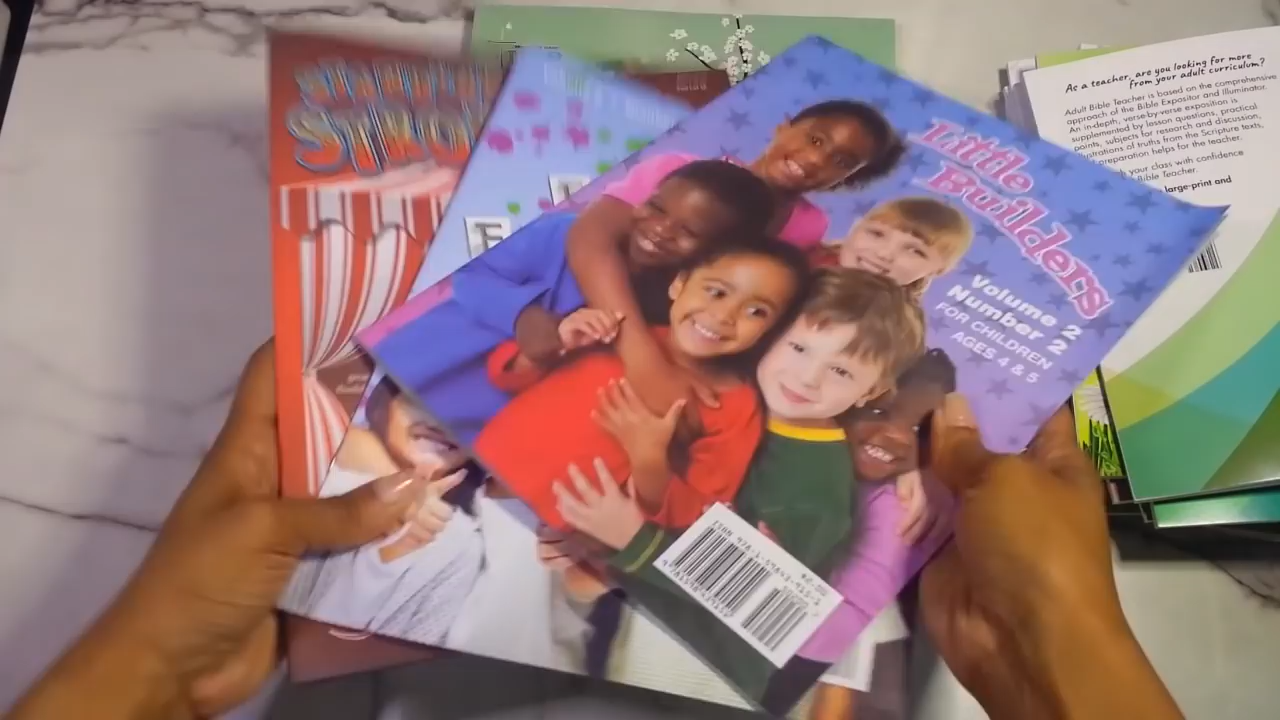 Little
Builders
Volume 2
Number 2
FOR CHILDREN
AGES 4 & 5
As a teacher, are you looking for more
from your adult curriculum?
Adult Bible Teacher is based on the comprehensive
approach of the Bible Expositor and Illuminator.
An in-depth, verse-by-verse exposition is
supplemented by lesson questions, practical
points, subjects for research and discussion,
illustrations of truths from the Scripture texts,
preparation helps for the teacher.
your class with confidence
Bible Teacher.
large-print and